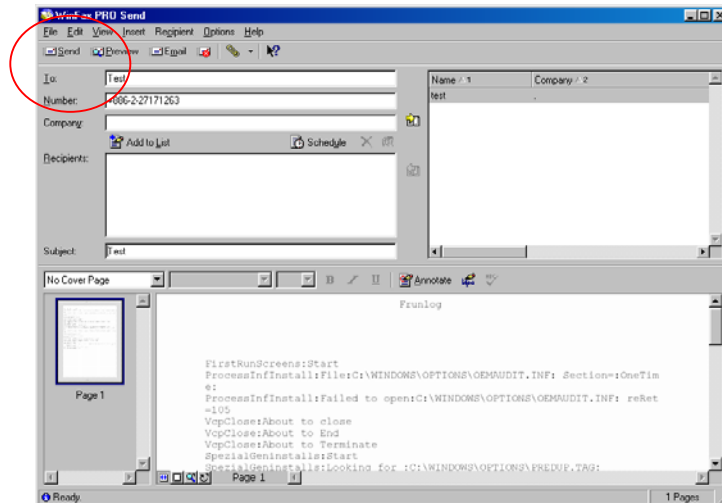 WinFax PRO Send
File Edit View Insert Recipient Options Help
Send Preview Email
To: Test
Name 1 Company 2
Number: +886-2-27171263
test .
Company:
Add to List Schedule
Recipients:
Subject: Test
No Cover Page B I U Annotate
Frunlog
FirstRunScreens:Start
ProcessInfInstall:File:C:\WINDOWS\OPTIONS\OEMAUDIT.INF: Section=:OneTim
e:
ProcessInfInstall:Failed to open:C:\WINDOWS\OPTIONS\OEMAUDIT.INF: reRet
=105
VcpClose:About to close
VcpClose:About to End
VcpClose:About to Terminate
SpezialGeninstalls:Start
SpezialGeninstalls:Looking for :C:\WINDOWS\OPTIONS\PREDUP.TAG:
Page 1
Page 1
Ready. 1 Pages